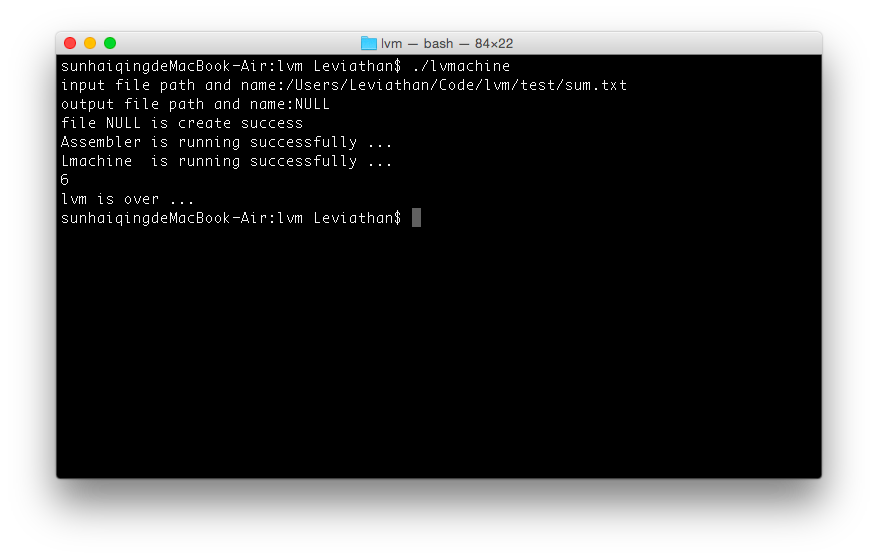 lvm — bash — 84×22
sunhaiqingdeMacBook-Air:lvm Leviathan$ ./lvmachine
input file path and name:/Users/Leviathan/Code/lvm/test/sum.txt
output file path and name:NULL
file NULL is create success
Assembler is running successfully ...
Lmachine  is running successfully ...
6
lvm is over ...
sunhaiqingdeMacBook-Air:lvm Leviathan$